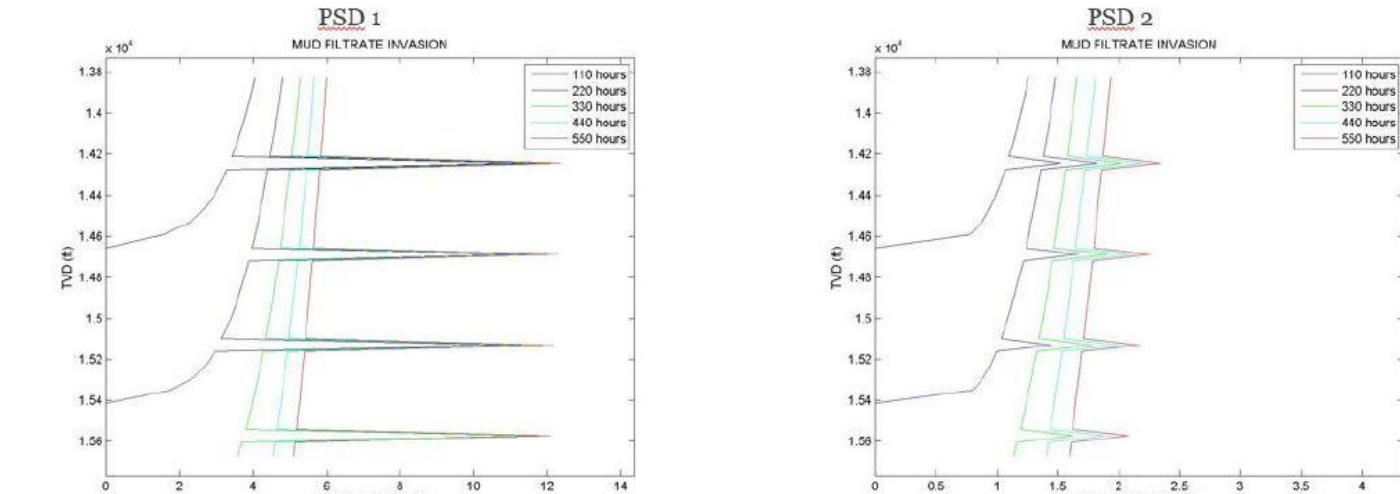 PSD 1
MUD FILTRATE INVASION
x 10⁴
1.38
1.4
1.42
1.44
1.46
1.48
1.5
1.52
1.54
1.56
TVD (ft)
0 2 4 6 8 10 12 14
110 hours
220 hours
330 hours
440 hours
550 hours
PSD 2
MUD FILTRATE INVASION
x 10⁴
1.38
1.4
1.42
1.44
1.46
1.48
1.5
1.52
1.54
1.56
TVD (ft)
0 0.5 1 1.5 2 2.5 3 3.5 4
110 hours
220 hours
330 hours
440 hours
550 hours